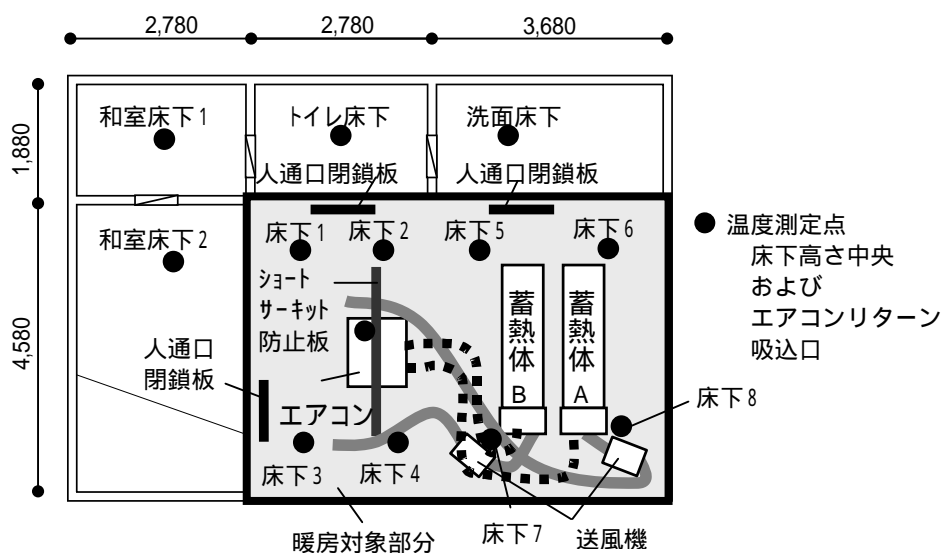 2,780
2,780
3,680
1,880
4,580
和室床下1
トイレ床下
洗面床下
人通口閉鎖板
人通口閉鎖板
和室床下2
床下1
床下2
床下5
床下6
ショート
サーキット
防止板
人通口
閉鎖板
エアコン
蓄熱体
B
蓄熱体
A
床下8
床下3
床下4
床下7
送風機
暖房対象部分
温度測定点
床下高さ中央
および
エアコンリターン
吸込口